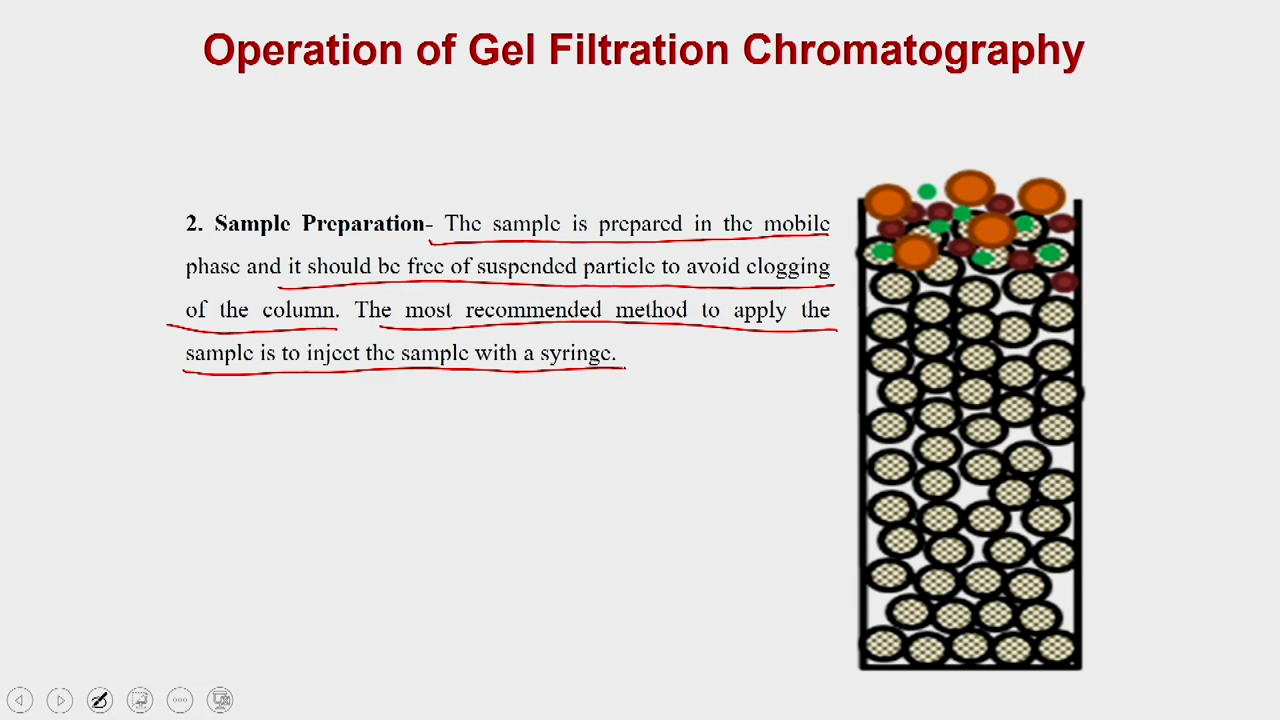 Operation of Gel Filtration Chromatography
2. Sample Preparation- The sample is prepared in the mobile
phase and it should be free of suspended particle to avoid clogging
of the column. The most recommended method to apply the
sample is to inject the sample with a syringe.